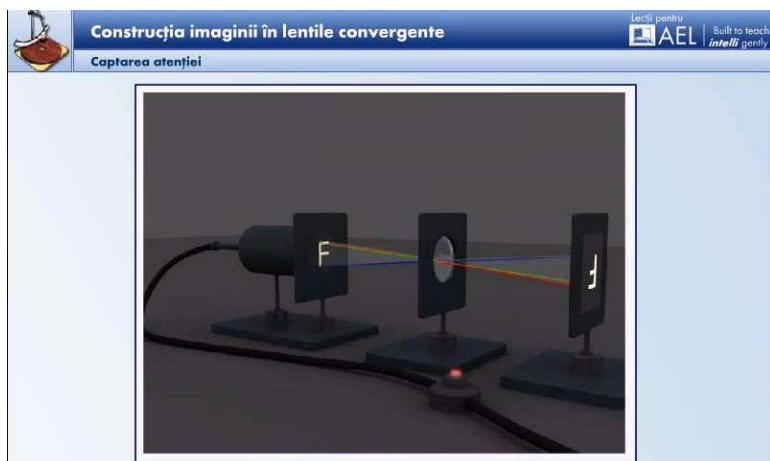 Construcția imaginii în lentile convergente
Captarea atenției
Lecții pentru
AEL
Built to teach
intelli gently
F
F